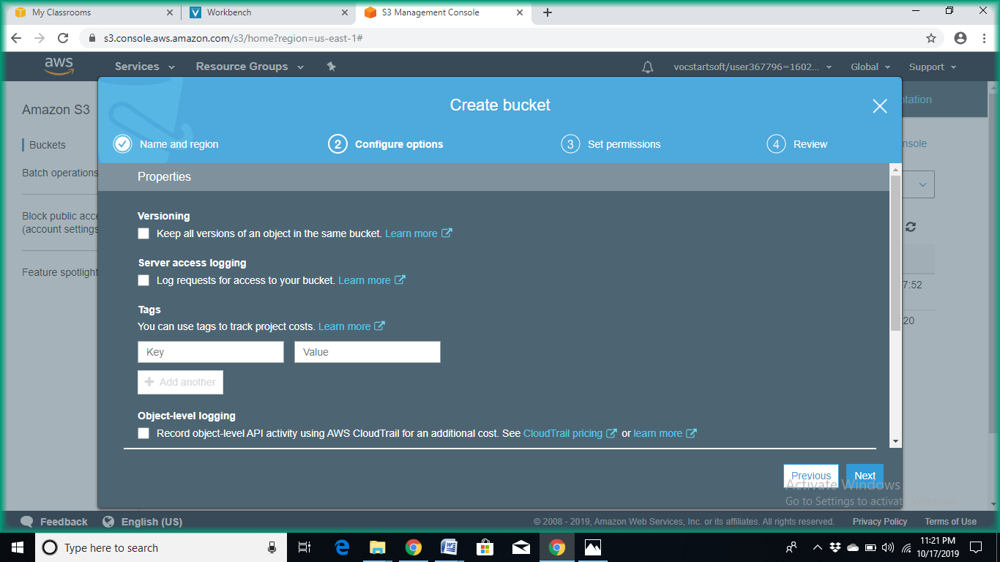 My Classrooms
Workbench
S3 Management Console
s3.console.aws.amazon.com/s3/home?region=us-east-1#
aws
Services
Resource Groups
vocstartsoft/user367796=1602...
Global
Support
Amazon S3
Buckets
Batch operations
Block public acce
(account settings
Feature spotlight
ntation
nsole
7:52
20
Create bucket
Name and region
2 Configure options
3 Set permissions
4 Review
Properties
Versioning
Keep all versions of an object in the same bucket. Learn more
Server access logging
Log requests for access to your bucket. Learn more
Tags
You can use tags to track project costs. Learn more
Key
Value
+ Add another
Object-level logging
Record object-level API activity using AWS CloudTrail for an additional cost. See CloudTrail pricing or learn more
Previous
Next
Activate Windows
Go to Settings to activate Windows.
Feedback
English (US)
© 2008 - 2019, Amazon Web Services, Inc. or its affiliates. All rights reserved.
Privacy Policy
Terms of Use
Type here to search
11:21 PM
10/17/2019